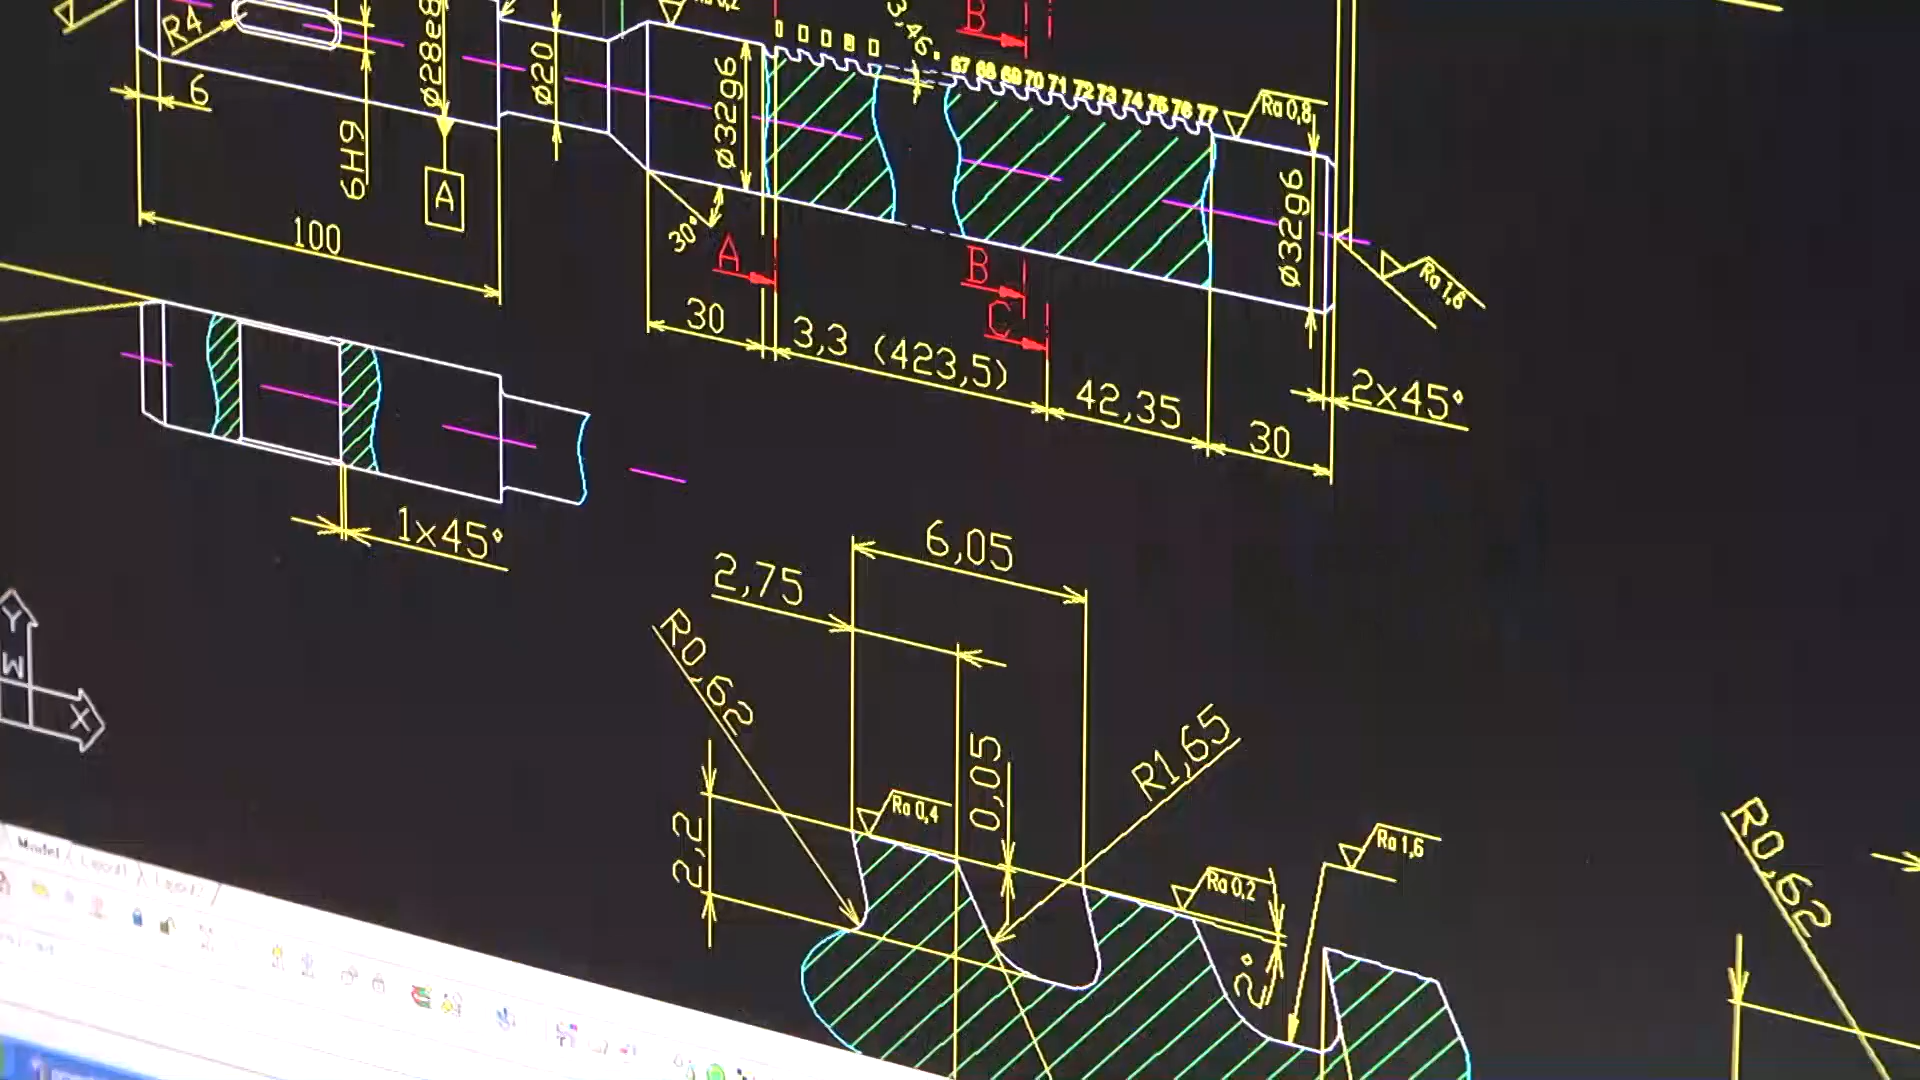 R4
6
6H9
ø28e8
A
100
ø20
ø32g6
B
67 68 69 70 71 72 73 74 75 76 77
Ra 0,8
ø32g6
Ra 1,6
30°
A
B
C
30
3,3 (423,5)
42,35
30
2x45°
1x45°
6,05
2,75
R0,62
R1,65
0,05
2,2
Ra 0,4
Ra 0,2
Ra 1,6
2°
R0,62
Y
W
X
Model
Layout1